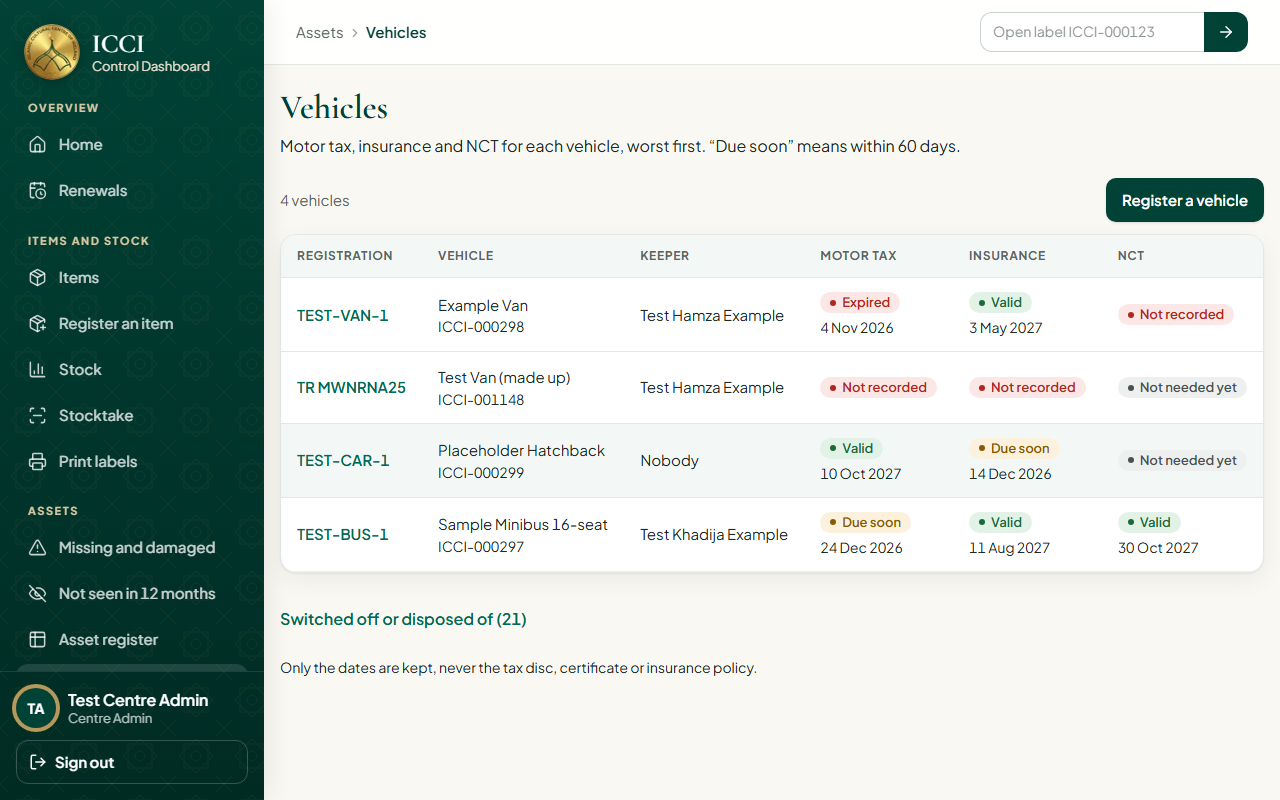 ICCI
Control Dashboard
OVERVIEW
Home
Renewals
ITEMS AND STOCK
Items
Register an item
Stock
Stocktake
Print labels
ASSETS
Missing and damaged
Not seen in 12 months
Asset register
TA
Test Centre Admin
Centre Admin
Sign out
Assets › Vehicles
Open label ICCI-000123
Vehicles
Motor tax, insurance and NCT for each vehicle, worst first. “Due soon” means within 60 days.
4 vehicles
Register a vehicle
REGISTRATION VEHICLE KEEPER MOTOR TAX INSURANCE NCT
TEST-VAN-1 Example Van ICCI-000298 Test Hamza Example Expired 4 Nov 2026 Valid 3 May 2027 Not recorded
TR MWNRNA25 Test Van (made up) ICCI-001148 Test Hamza Example Not recorded Not recorded Not needed yet
TEST-CAR-1 Placeholder Hatchback ICCI-000299 Nobody Valid 10 Oct 2027 Due soon 14 Dec 2026 Not needed yet
TEST-BUS-1 Sample Minibus 16-seat ICCI-000297 Test Khadija Example Due soon 24 Dec 2026 Valid 11 Aug 2027 Valid 30 Oct 2027
Switched off or disposed of (21)
Only the dates are kept, never the tax disc, certificate or insurance policy.